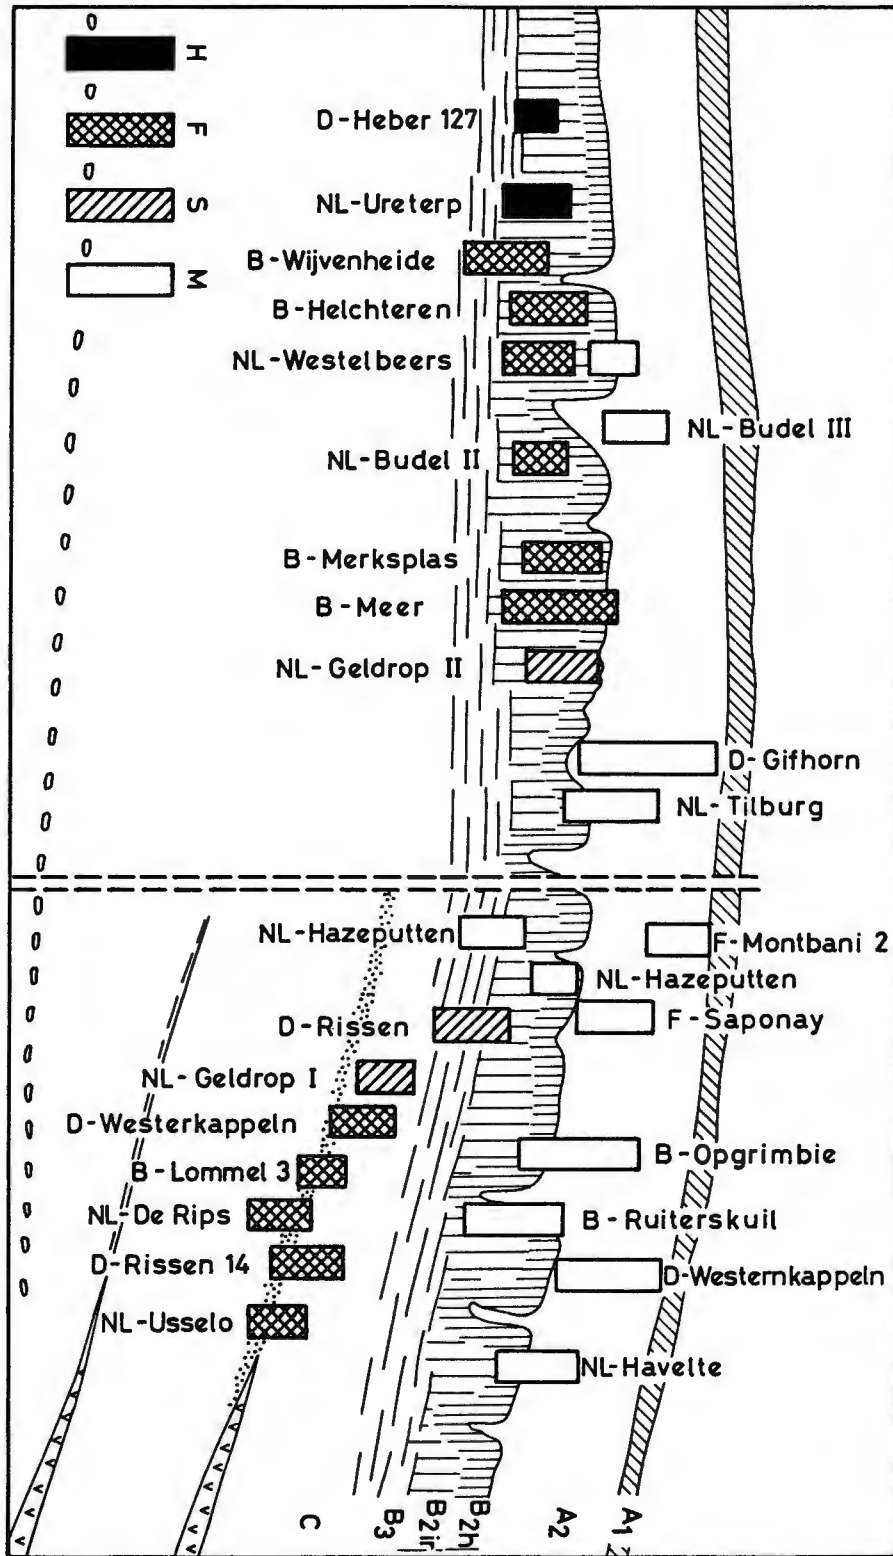 H
F
S
M
D-Heber 127
NL-Ureterp
B-Wijvenheide
B-Helchteren
NL-Westelbeers
NL-Budel III
NL-Budel II
B-Merksplas
B-Meer
NL-Geldrop II
D-Gifhorn
NL-Tilburg
NL-Hazeputten
F-Montbani 2
NL-Hazeputten
F-Saponay
D-Rissen
NL-Geldrop I
D-Westerkappeln
B-Opgrimbie
B-Lommel 3
NL-De Rips
B-Ruiterskuil
D-Rissen 14
D-Westernkappeln
NL-Usselo
NL-Havelte
C
B3
B2ir
B2h
A2
A1